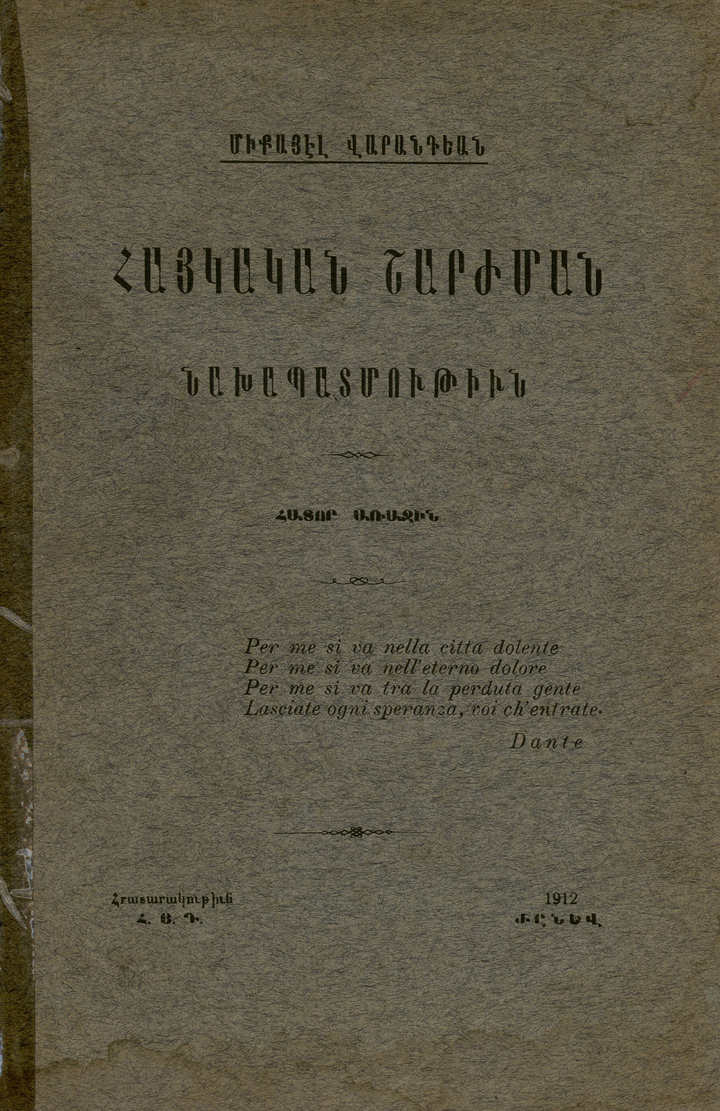 ՄԻՔԱՅԷԼ ՎԱՐԱՆԴԵԱՆ
ՀԱՅԿԱԿԱՆ ՇԱՐԺՄԱՆ
ՆԱԽԱՊԱՏՄՈՒԹԻՒՆ
ՀԱՏՈՐ ԱՌԱՋԻՆ
Per me si va nella citta dolente
Per me si va nell'eterno dolore
Per me si va tra la perduta gente
Lasciate ogni speranza, voi ch'entrate.
Dante
Հրատարակութիւն
Հ. Յ. Դ.
1912
ԺԸՆԵՎ